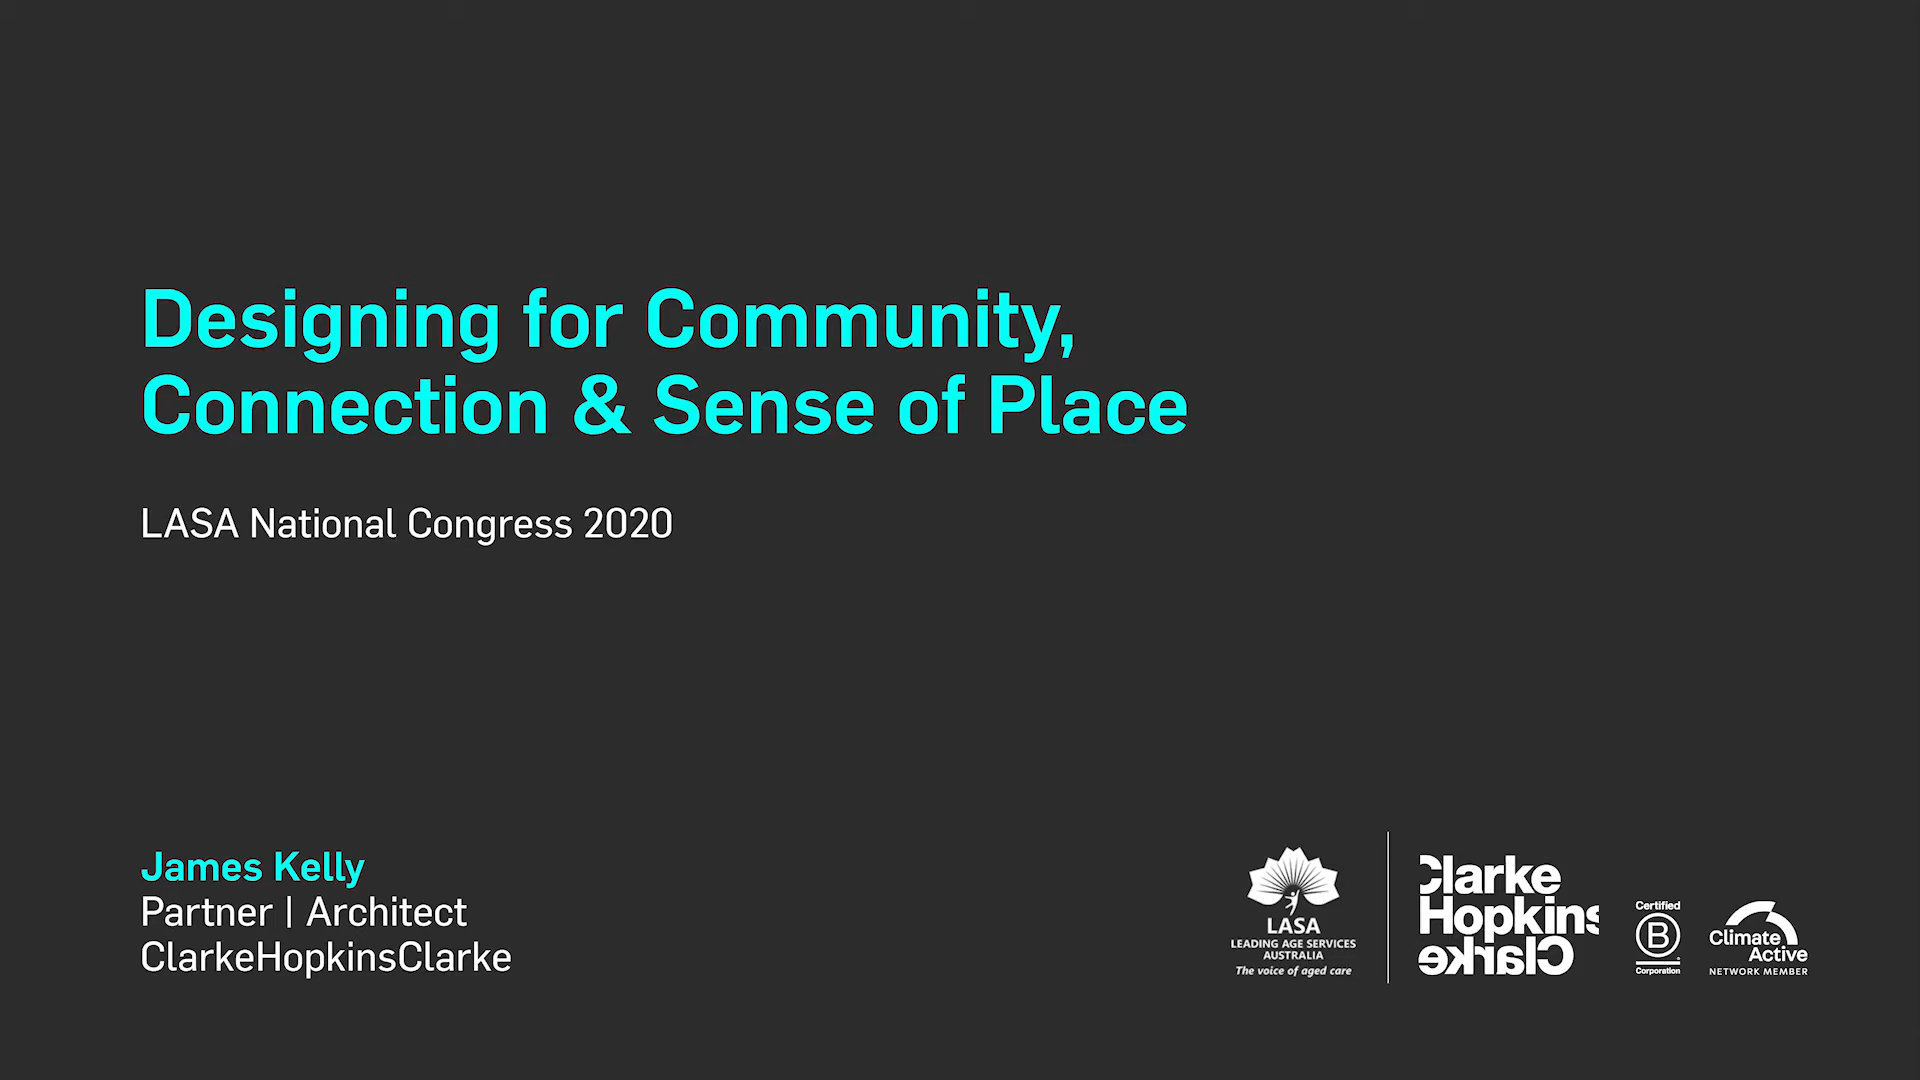 Designing for Community,
Connection & Sense of Place
LASA National Congress 2020
James Kelly
Partner | Architect
ClarkeHopkinsClarke
LASA
LEADING AGE SERVICES
AUSTRALIA
The voice of aged care
Clarke
Hopkins
Clarke
Certified
B
Corporation
Climate
Active
NETWORK MEMBER